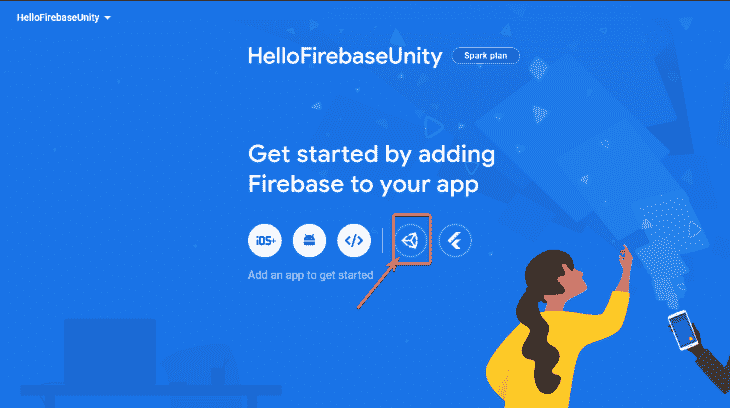 HelloFirebaseUnity
HelloFirebaseUnity Spark plan
Get started by adding
Firebase to your app
iOS+ </>
Add an app to get started